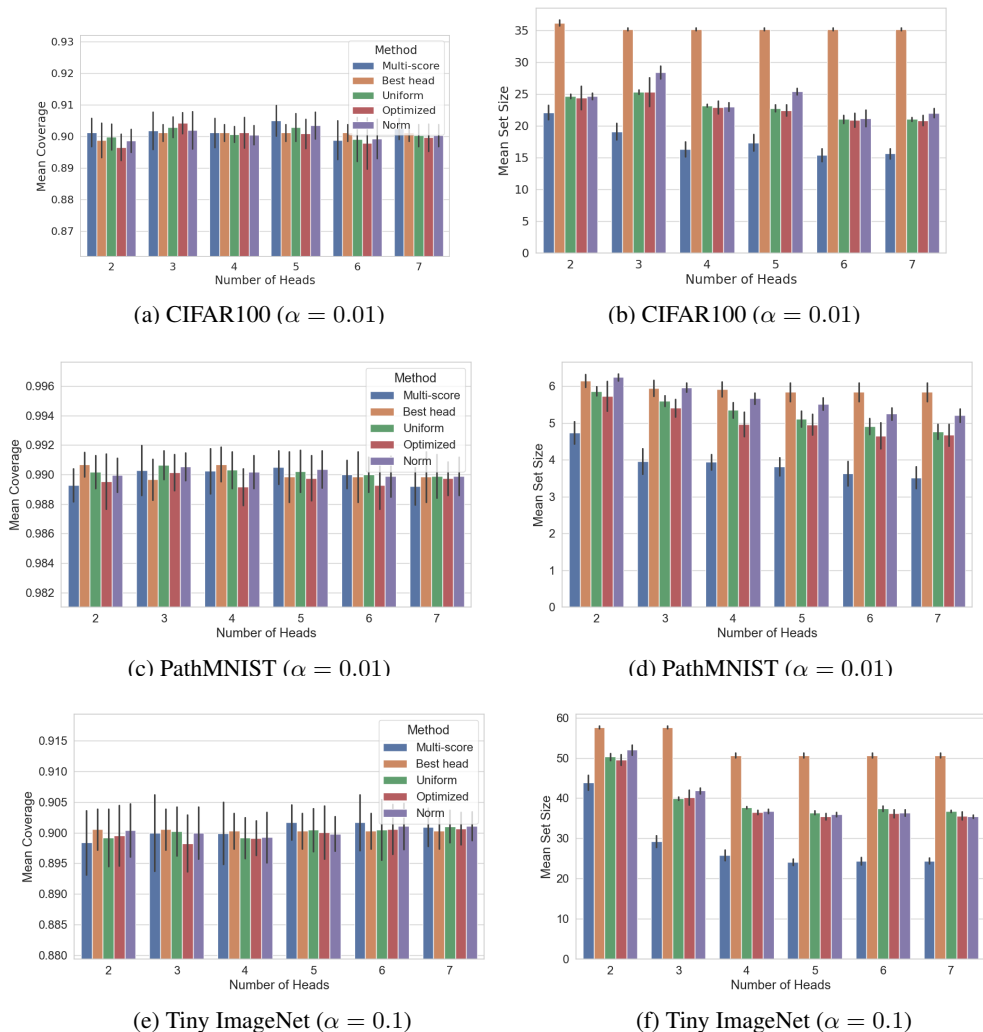 0.93
0.92
0.91
0.90
0.89
0.88
0.87
Mean Coverage
2 3 4 5 6 7
Number of Heads
Method
Multi-score
Best head
Uniform
Optimized
Norm
(a) CIFAR100 (α = 0.01)
35
30
25
20
15
10
5
0
Mean Set Size
2 3 4 5 6 7
Number of Heads
(b) CIFAR100 (α = 0.01)
0.996
0.994
0.992
0.990
0.988
0.986
0.984
0.982
Mean Coverage
2 3 4 5 6 7
Number of Heads
Method
Multi-score
Best head
Uniform
Optimized
Norm
(c) PathMNIST (α = 0.01)
6
5
4
3
2
1
0
Mean Set Size
2 3 4 5 6 7
Number of Heads
(d) PathMNIST (α = 0.01)
0.915
0.910
0.905
0.900
0.895
0.890
0.885
0.880
Mean Coverage
2 3 4 5 6 7
Number of Heads
Method
Multi-score
Best head
Uniform
Optimized
Norm
(e) Tiny ImageNet (α = 0.1)
60
50
40
30
20
10
0
Mean Set Size
2 3 4 5 6 7
Number of Heads
(f) Tiny ImageNet (α = 0.1)